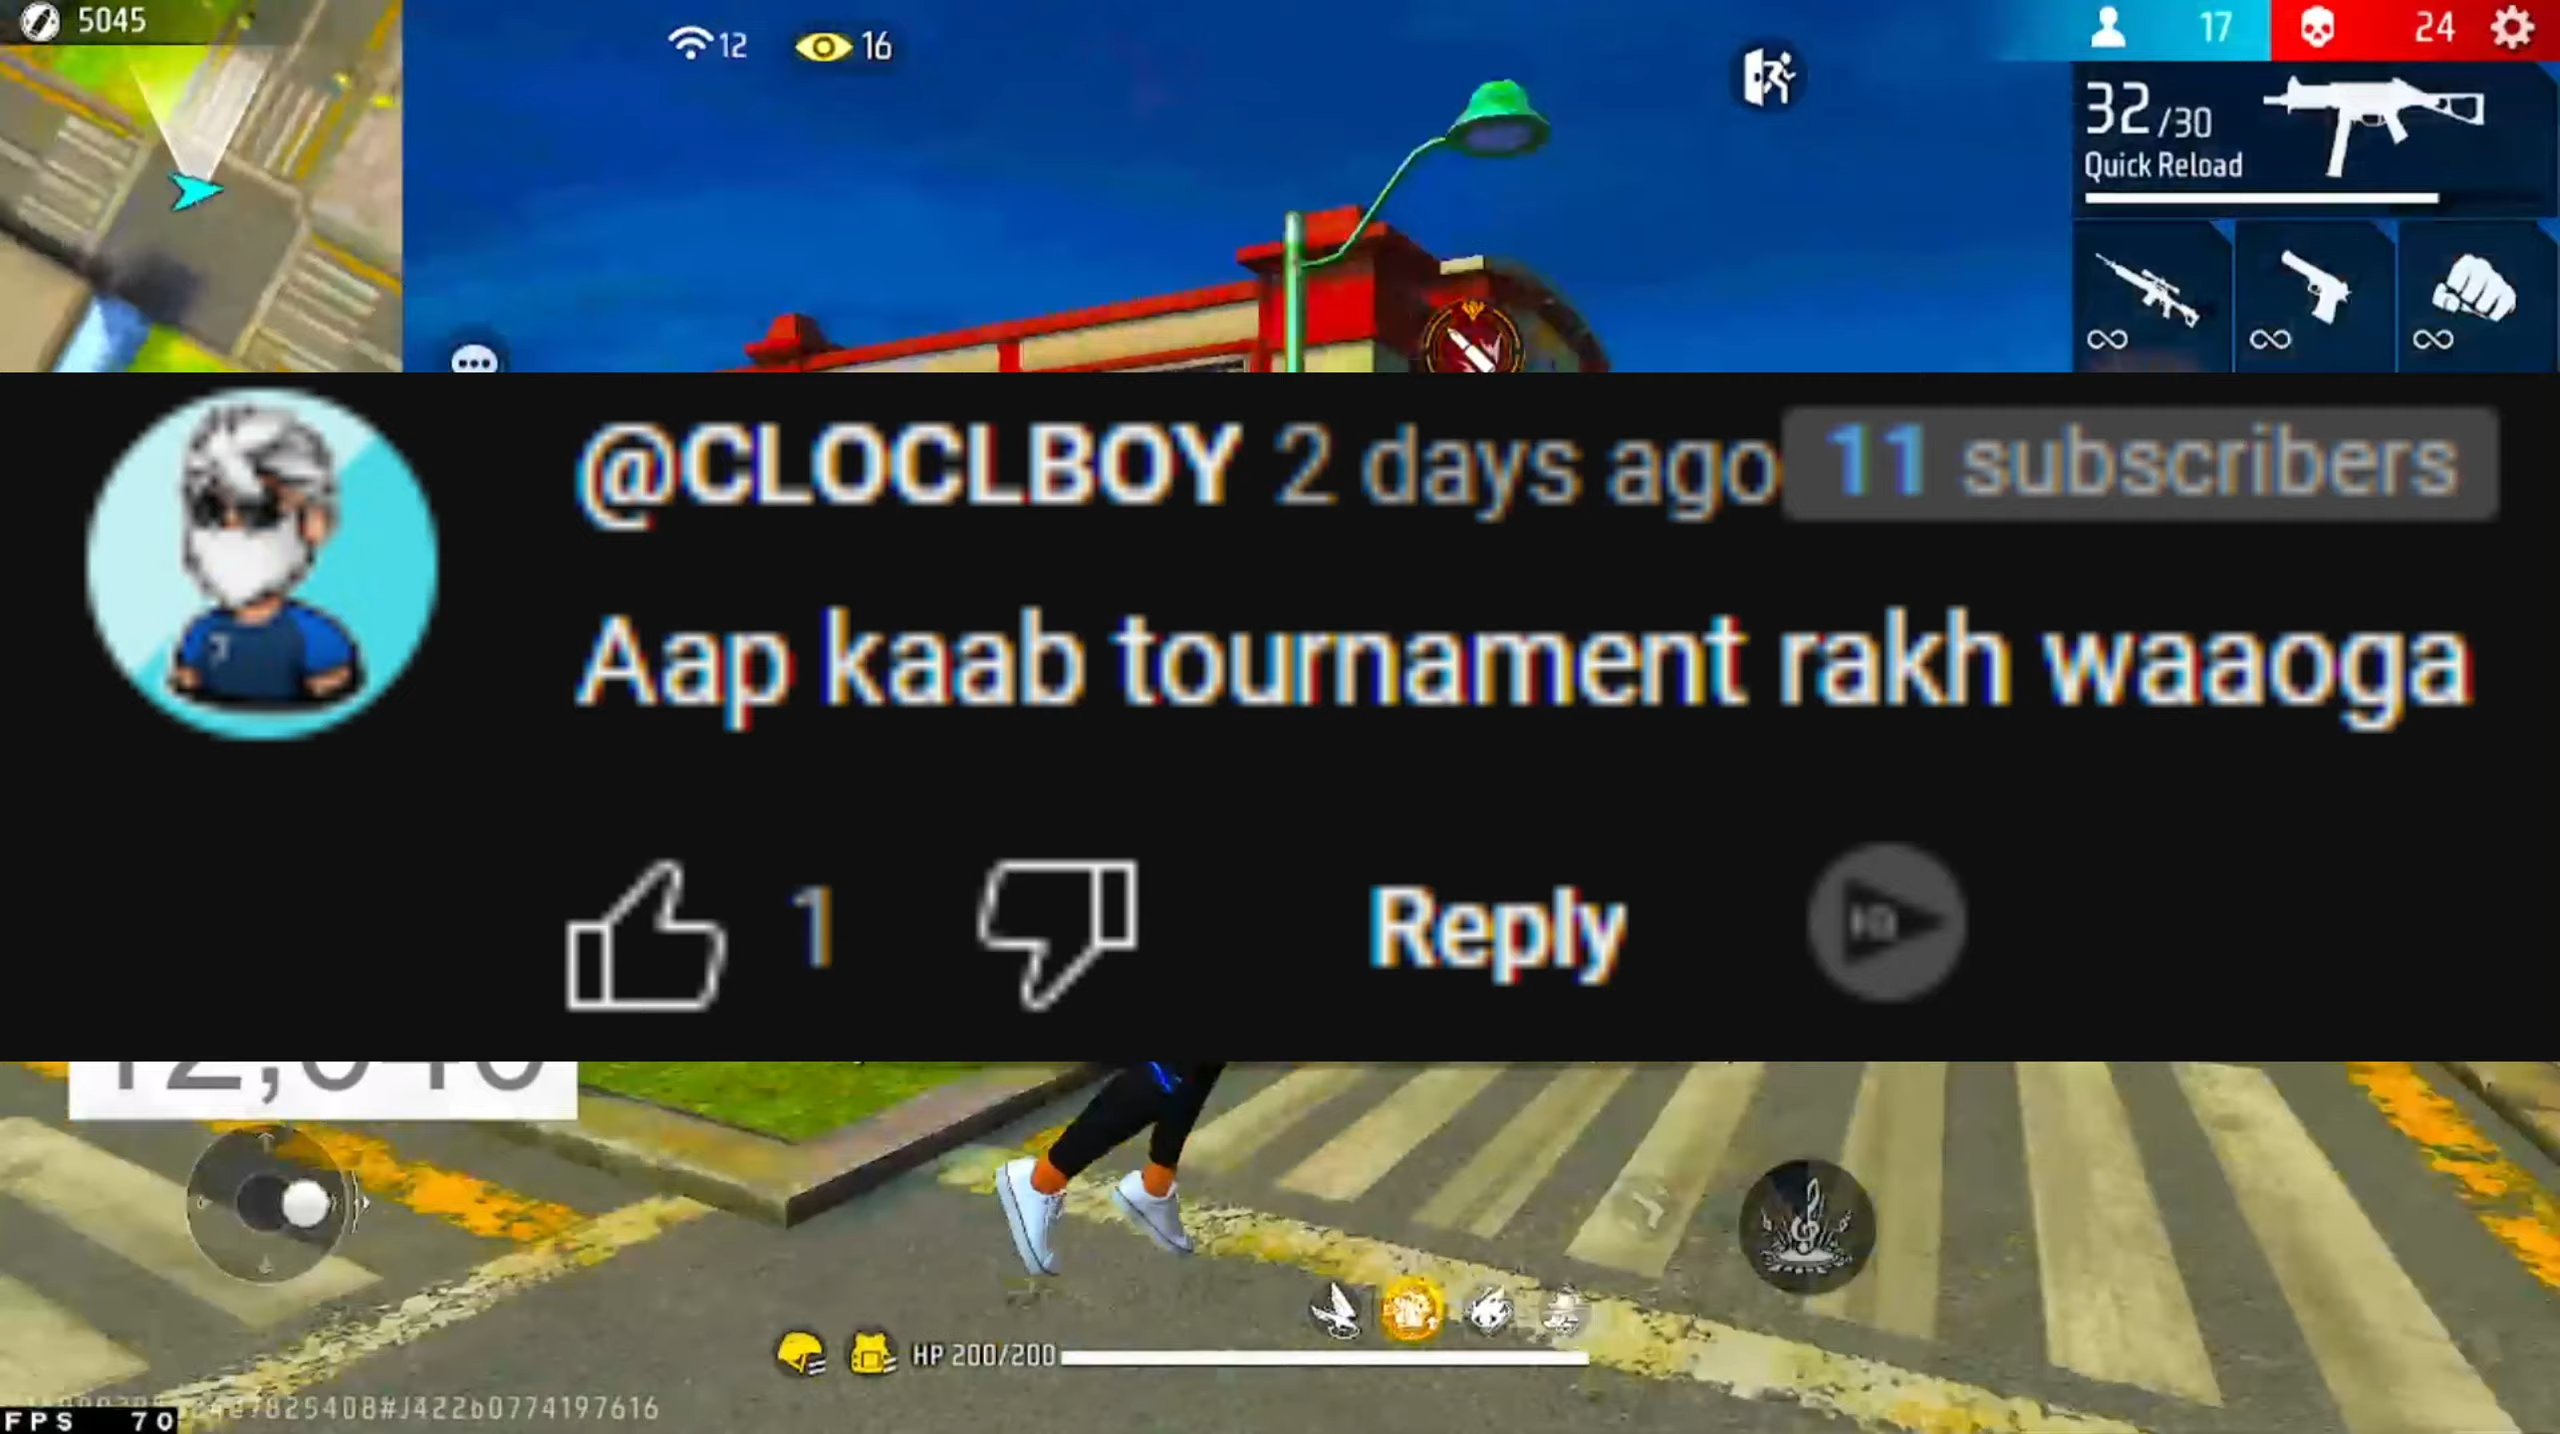 5045
12
16
17
24
32/30
Quick Reload
@CLOCLBOY 2 days ago 11 subscribers
Aap kaab tournament rakh waaoga
1
Reply
HP 200/200
FPS 70